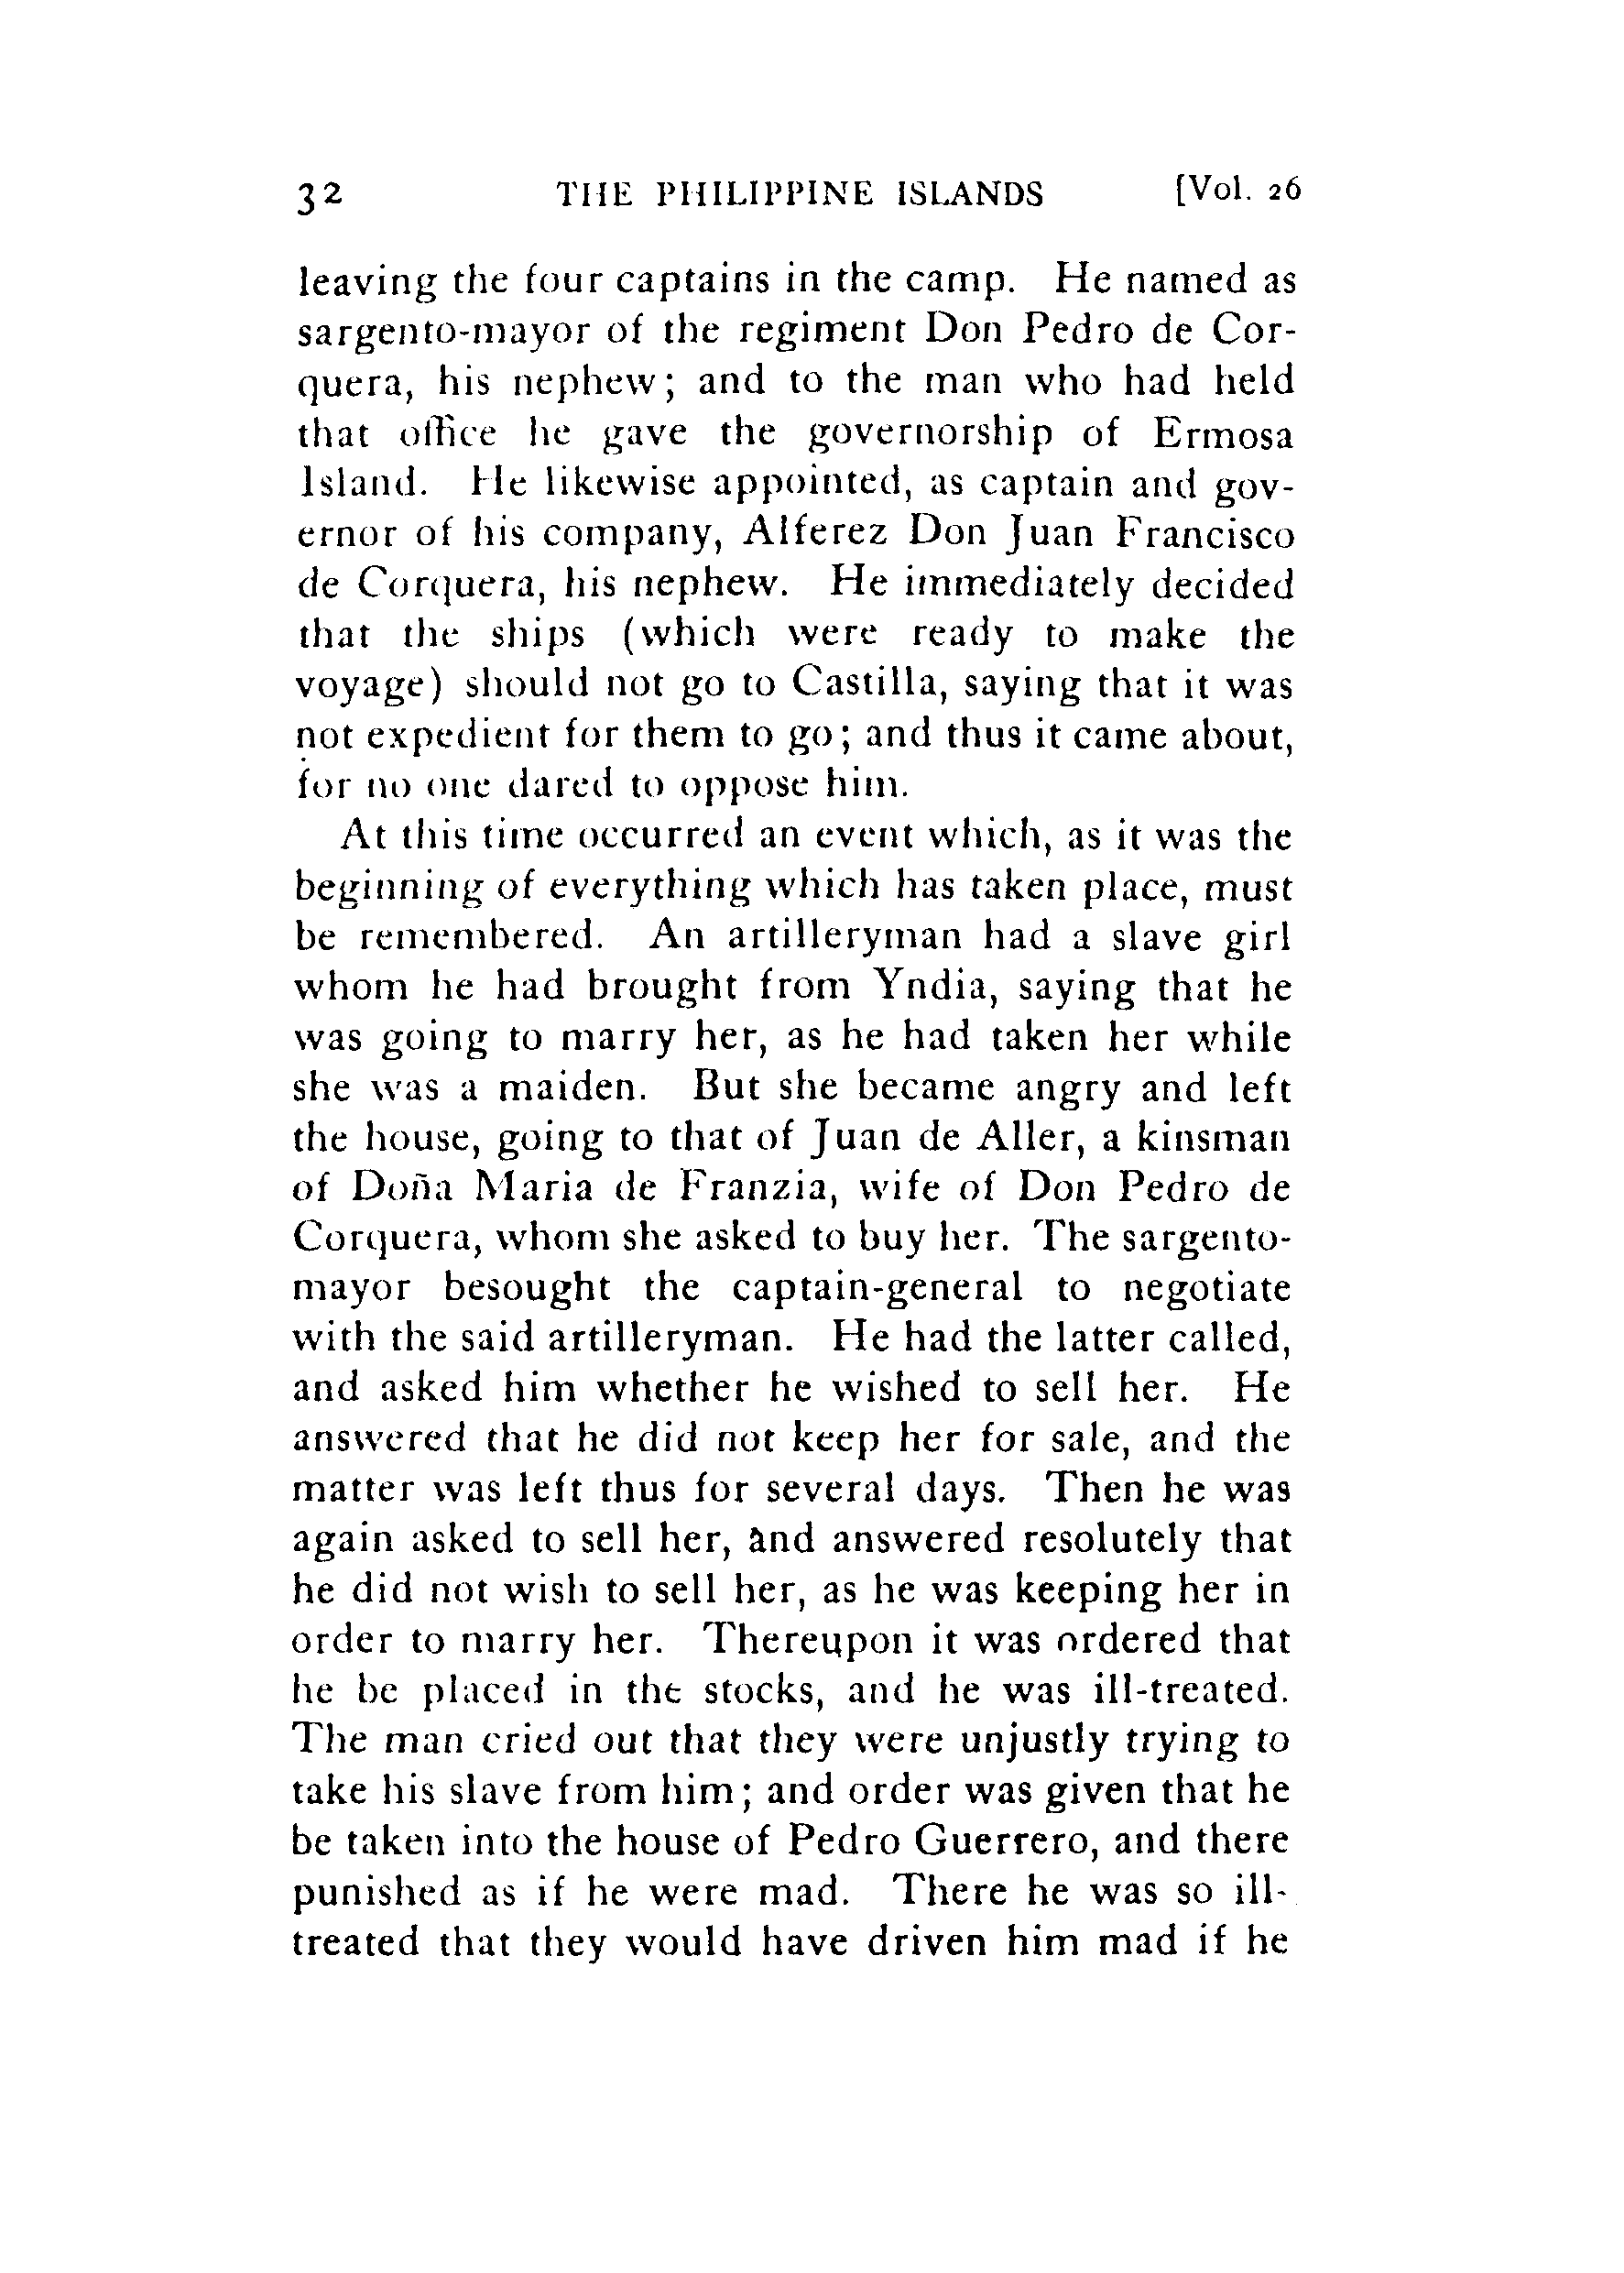 32 THE PHILIPPINE ISLANDS [Vol. 26
leaving the four captains in the camp. He named as
sargento-mayor of the regiment Don Pedro de Cor-
quera, his nephew; and to the man who had held
that office he gave the governorship of Ermosa
Island. He likewise appointed, as captain and gov-
ernor of his company, Alferez Don Juan Francisco
de Corquera, his nephew. He immediately decided
that the ships (which were ready to make the
voyage) should not go to Castilla, saying that it was
not expedient for them to go; and thus it came about,
for no one dared to oppose him.
At this time occurred an event which, as it was the
beginning of everything which has taken place, must
be remembered. An artilleryman had a slave girl
whom he had brought from Yndia, saying that he
was going to marry her, as he had taken her while
she was a maiden. But she became angry and left
the house, going to that of Juan de Aller, a kinsman
of Doña Maria de Franzia, wife of Don Pedro de
Corquera, whom she asked to buy her. The sargento-
mayor besought the captain-general to negotiate
with the said artilleryman. He had the latter called,
and asked him whether he wished to sell her. He
answered that he did not keep her for sale, and the
matter was left thus for several days. Then he was
again asked to sell her, and answered resolutely that
he did not wish to sell her, as he was keeping her in
order to marry her. Thereupon it was ordered that
he be placed in the stocks, and he was ill-treated.
The man cried out that they were unjustly trying to
take his slave from him; and order was given that he
be taken into the house of Pedro Guerrero, and there
punished as if he were mad. There he was so ill-
treated that they would have driven him mad if he